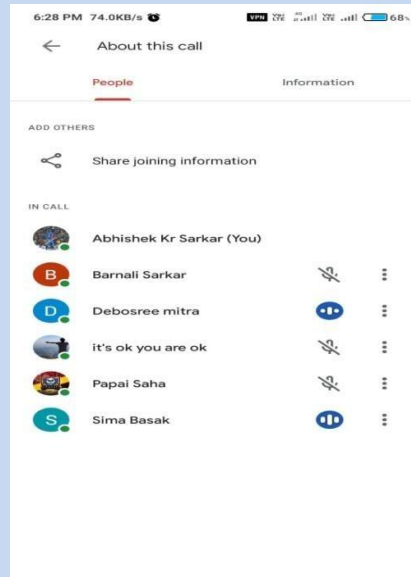 6:28 PM 74.0KB/s VPN 68%
About this call
People Information
ADD OTHERS
Share joining information
IN CALL
Abhishek Kr Sarkar (You)
B Barnali Sarkar
D Debosree mitra
it's ok you are ok
Papai Saha
S Sima Basak